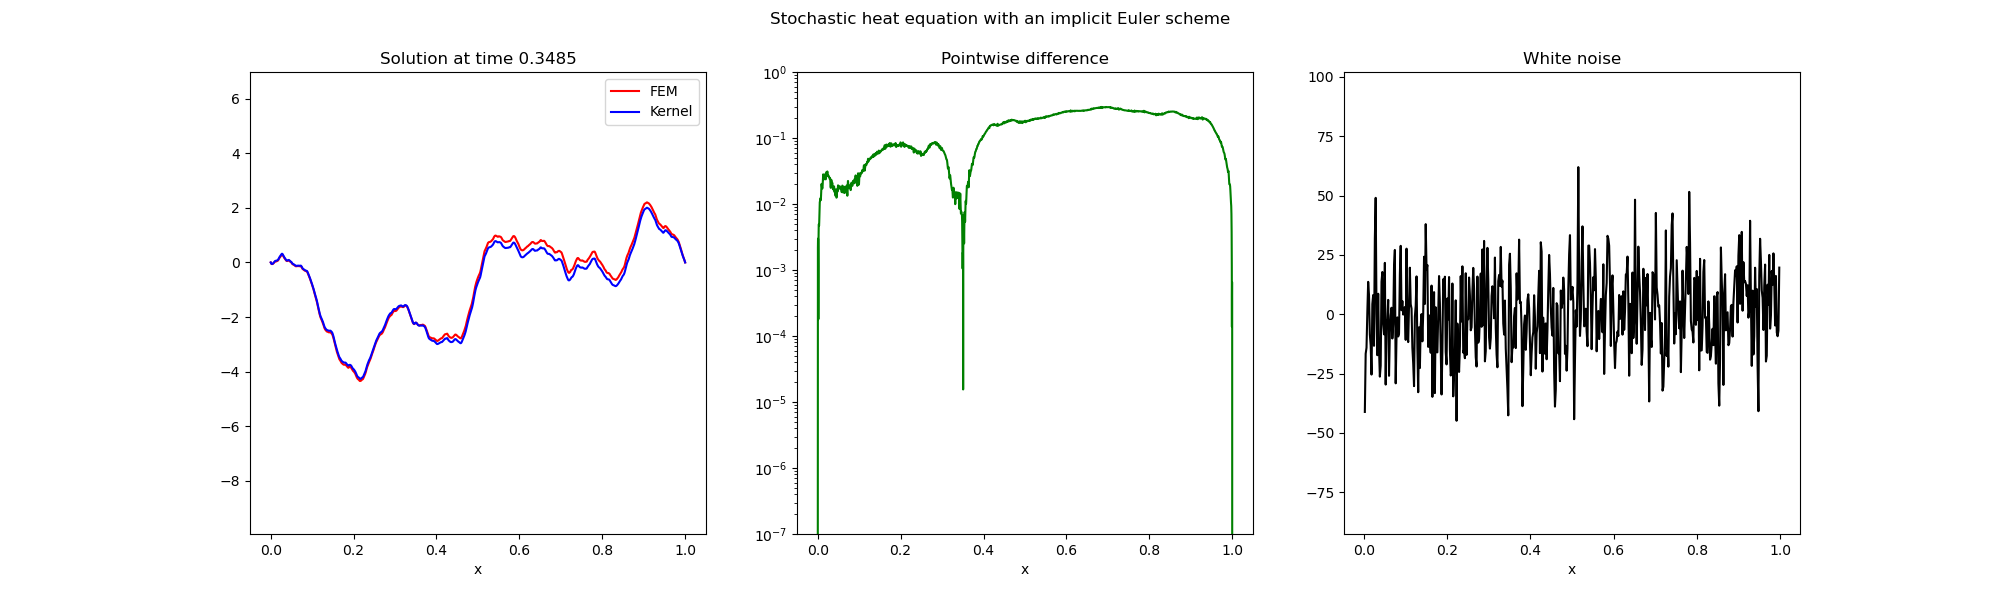 Stochastic heat equation with an implicit Euler scheme
Solution at time 0.3485
FEM
Kernel
6
4
2
0
−2
−4
−6
−8
0.0 0.2 0.4 0.6 0.8 1.0
x
Pointwise difference
10⁰
10⁻¹
10⁻²
10⁻³
10⁻⁴
10⁻⁵
10⁻⁶
10⁻⁷
0.0 0.2 0.4 0.6 0.8 1.0
x
White noise
100
75
50
25
0
−25
−50
−75
0.0 0.2 0.4 0.6 0.8 1.0
x